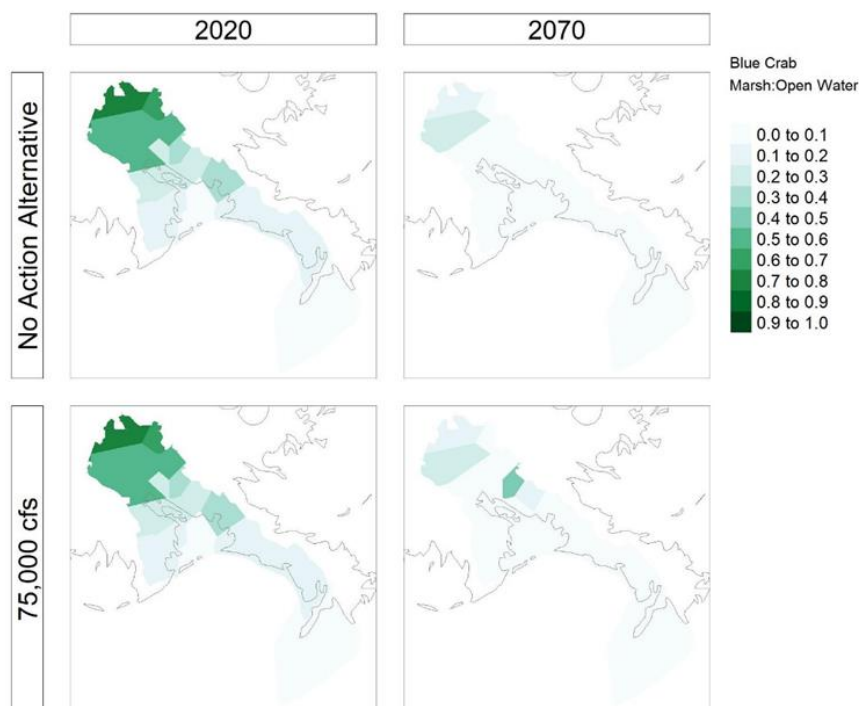 2020
2070
No Action Alternative
Blue Crab
Marsh:Open Water
0.0 to 0.1
0.1 to 0.2
0.2 to 0.3
0.3 to 0.4
0.4 to 0.5
0.5 to 0.6
0.6 to 0.7
0.7 to 0.8
0.8 to 0.9
0.9 to 1.0
75,000 cfs